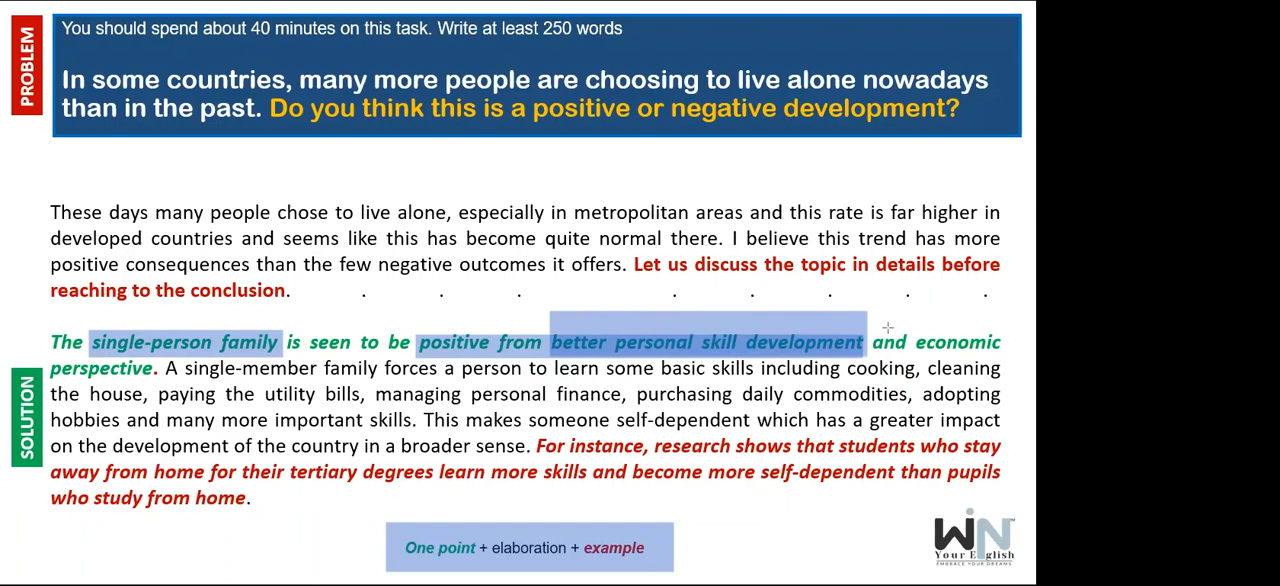 PROBLEM
You should spend about 40 minutes on this task. Write at least 250 words
In some countries, many more people are choosing to live alone nowadays
than in the past. Do you think this is a positive or negative development?
These days many people chose to live alone, especially in metropolitan areas and this rate is far higher in
developed countries and seems like this has become quite normal there. I believe this trend has more
positive consequences than the few negative outcomes it offers. Let us discuss the topic in details before
reaching to the conclusion. . . . . . . . .
The single-person family is seen to be positive from better personal skill development and economic
perspective. A single-member family forces a person to learn some basic skills including cooking, cleaning
the house, paying the utility bills, managing personal finance, purchasing daily commodities, adopting
hobbies and many more important skills. This makes someone self-dependent which has a greater impact
on the development of the country in a broader sense. For instance, research shows that students who stay
away from home for their tertiary degrees learn more skills and become more self-dependent than pupils
who study from home.
SOLUTION
One point + elaboration + example
WiN
Your English
EMBRACE YOUR DREAMS